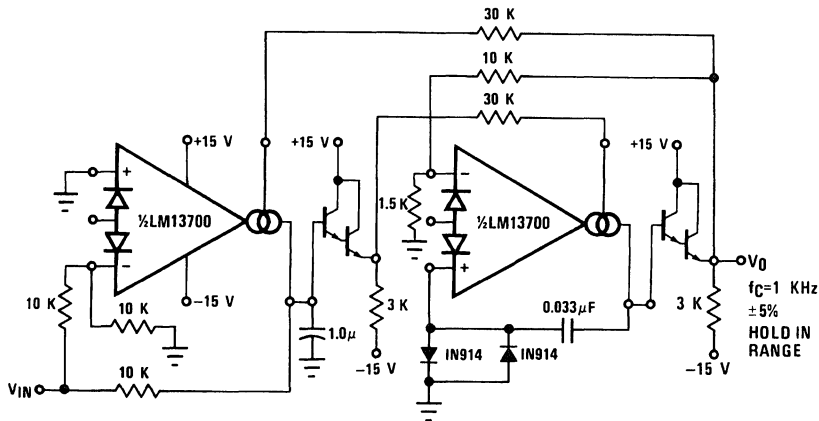 30 K
10 K
30 K
+15 V
+15 V
+15 V
+
½LM13700
−
−15 V
10 K
10 K
10 K
VIN
1.0μ
3 K
−15 V
−
1.5 K
½LM13700
+
0.033μF
IN914
IN914
3 K
−15 V
VO
fC=1 KHz
±5%
HOLD IN
RANGE